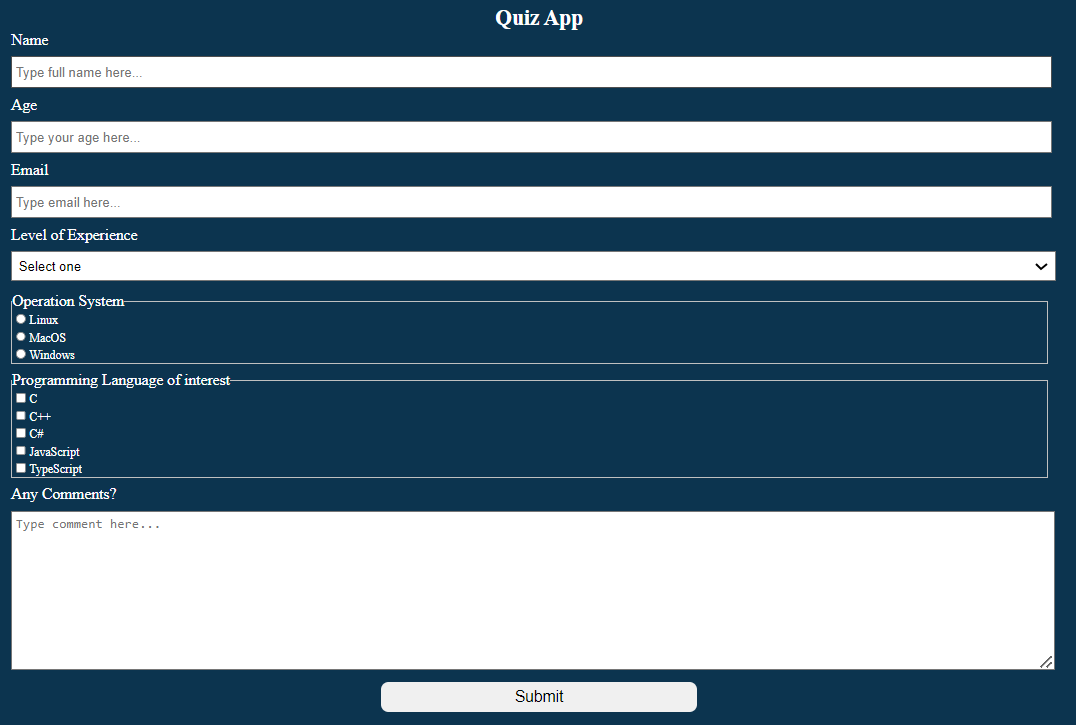 Quiz App
Name
Type full name here...
Age
Type your age here...
Email
Type email here...
Level of Experience
Select one
Operation System
Linux
MacOS
Windows
Programming Language of interest
C
C++
C#
JavaScript
TypeScript
Any Comments?
Type comment here...
Submit